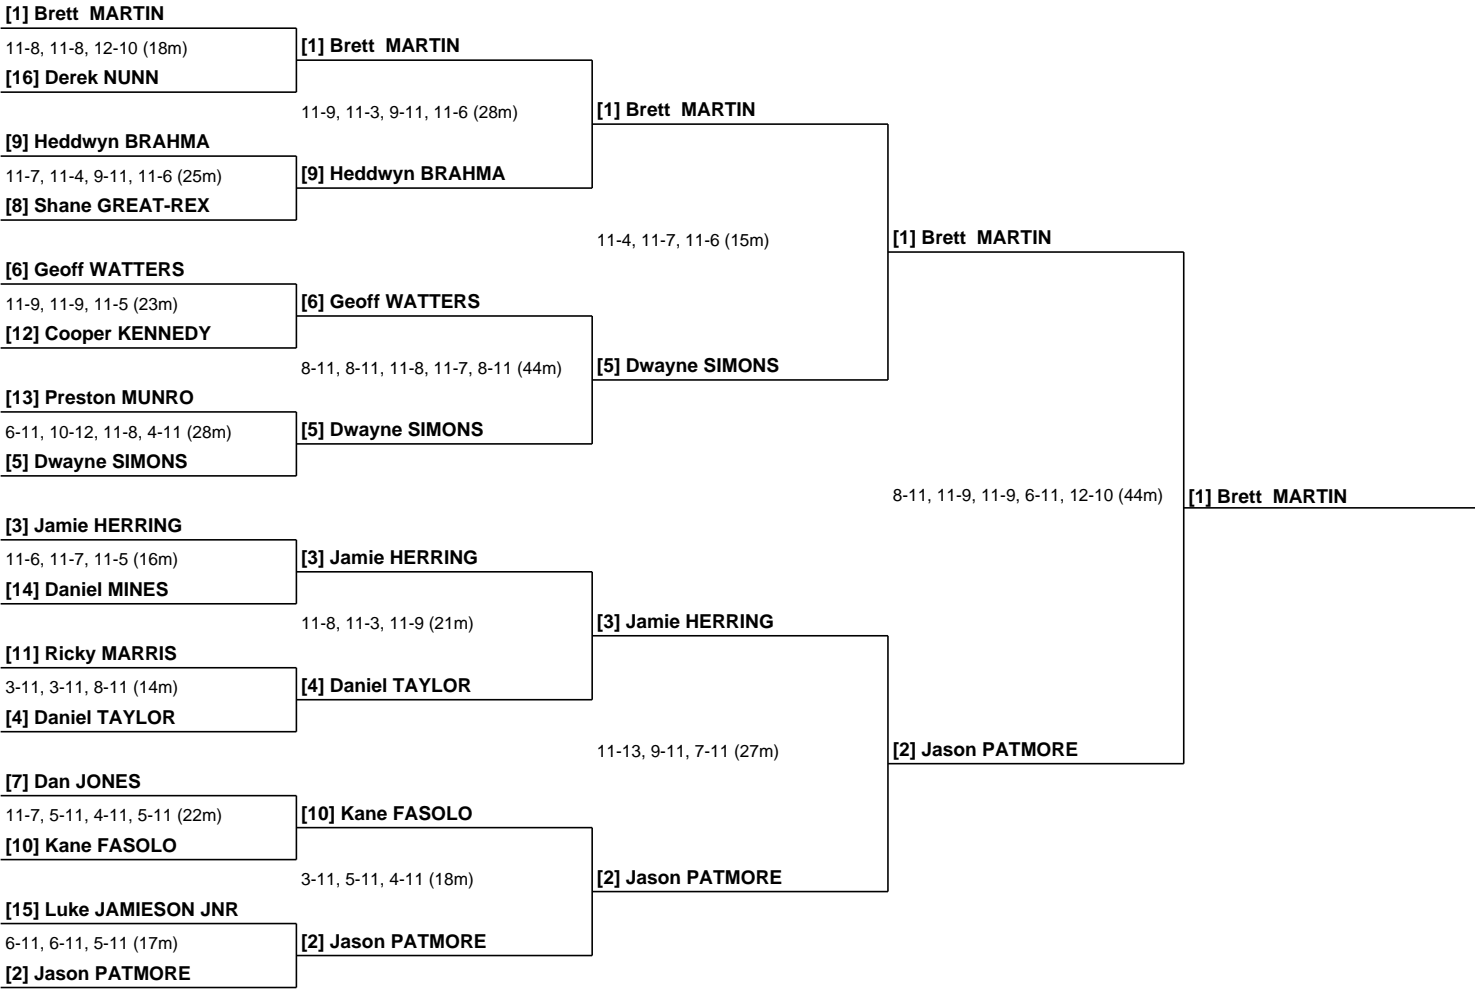 [1] Brett  MARTIN
11-8, 11-8, 12-10 (18m)
[16] Derek NUNN
[9] Heddwyn BRAHMA
11-7, 11-4, 9-11, 11-6 (25m)
[8] Shane GREAT-REX
[6] Geoff WATTERS
11-9, 11-9, 11-5 (23m)
[12] Cooper KENNEDY
[13] Preston MUNRO
6-11, 10-12, 11-8, 4-11 (28m)
[5] Dwayne SIMONS
[3] Jamie HERRING
11-6, 11-7, 11-5 (16m)
[14] Daniel MINES
[11] Ricky MARRIS
3-11, 3-11, 8-11 (14m)
[4] Daniel TAYLOR
[7] Dan JONES
11-7, 5-11, 4-11, 5-11 (22m)
[10] Kane FASOLO
[15] Luke JAMIESON JNR
6-11, 6-11, 5-11 (17m)
[2] Jason PATMORE
[1] Brett  MARTIN
11-9, 11-3, 9-11, 11-6 (28m)
[9] Heddwyn BRAHMA
[6] Geoff WATTERS
8-11, 8-11, 11-8, 11-7, 8-11 (44m)
[5] Dwayne SIMONS
[3] Jamie HERRING
11-8, 11-3, 11-9 (21m)
[4] Daniel TAYLOR
[10] Kane FASOLO
3-11, 5-11, 4-11 (18m)
[2] Jason PATMORE
[1] Brett  MARTIN
11-4, 11-7, 11-6 (15m)
[5] Dwayne SIMONS
[3] Jamie HERRING
11-13, 9-11, 7-11 (27m)
[2] Jason PATMORE
[1] Brett  MARTIN
8-11, 11-9, 11-9, 6-11, 12-10 (44m)
[2] Jason PATMORE
[1] Brett  MARTIN